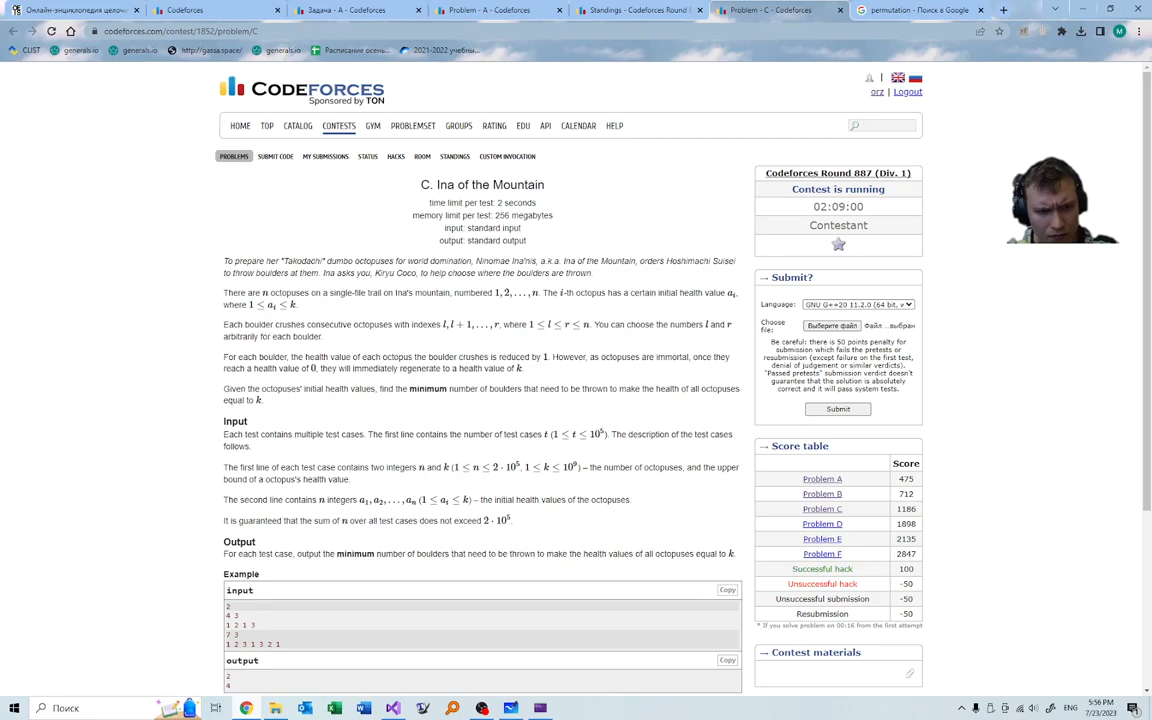 Онлайн-энциклопедия целочи
Codeforces
Задача - A - Codeforces
Problem - A - Codeforces
Standings - Codeforces Round
Problem - C - Codeforces
permutation - Поиск в Google
codeforces.com/contest/1852/problem/C
CLIST
generals.io
generals.io
http://gassa.space/
generals.io
Расписание осень...
2021-2022 учебны...
CODEFORCES
Sponsored by TON
orz | Logout
HOME TOP CATALOG CONTESTS GYM PROBLEMSET GROUPS RATING EDU API CALENDAR HELP
PROBLEMS SUBMIT CODE MY SUBMISSIONS STATUS HACKS ROOM STANDINGS CUSTOM INVOCATION
C. Ina of the Mountain
time limit per test: 2 seconds
memory limit per test: 256 megabytes
input: standard input
output: standard output
To prepare her "Takodachi" dumbo octopuses for world domination, Ninomae Ina'nis, a.k.a. Ina of the Mountain, orders Hoshimachi Suisei
to throw boulders at them. Ina asks you, Kiryu Coco, to help choose where the boulders are thrown.
There are n octopuses on a single-file trail on Ina's mountain, numbered 1, 2, . . . , n. The i-th octopus has a certain initial health value a_i,
where 1 ≤ a_i ≤ k.
Each boulder crushes consecutive octopuses with indexes l, l + 1, . . . , r, where 1 ≤ l ≤ r ≤ n. You can choose the numbers l and r
arbitrarily for each boulder.
For each boulder, the health value of each octopus the boulder crushes is reduced by 1. However, as octopuses are immortal, once they
reach a health value of 0, they will immediately regenerate to a health value of k.
Given the octopuses' initial health values, find the minimum number of boulders that need to be thrown to make the health of all octopuses
equal to k.
Input
Each test contains multiple test cases. The first line contains the number of test cases t (1 ≤ t ≤ 10^5). The description of the test cases
follows.
The first line of each test case contains two integers n and k (1 ≤ n ≤ 2 · 10^5, 1 ≤ k ≤ 10^9) – the number of octopuses, and the upper
bound of a octopus's health value.
The second line contains n integers a_1, a_2, . . . , a_n (1 ≤ a_i ≤ k) – the initial health values of the octopuses.
It is guaranteed that the sum of n over all test cases does not exceed 2 · 10^5.
Output
For each test case, output the minimum number of boulders that need to be thrown to make the health values of all octopuses equal to k.
Example
input
Copy
2
4 3
1 2 1 3
7 3
1 2 3 1 3 2 1
output
Copy
2
4
Codeforces Round 887 (Div. 1)
Contest is running
02:09:00
Contestant
→ Submit?
Language: GNU G++20 11.2.0 (64 bit, v
Choose file: Выберите файл Файл ...выбран
Be careful: there is 50 points penalty for
submission which fails the pretests or
resubmission (except failure on the first test,
denial of judgement or similar verdicts).
"Passed pretests" submission verdict doesn't
guarantee that the solution is absolutely
correct and it will pass system tests.
Submit
→ Score table
Score
Problem A 475
Problem B 712
Problem C 1186
Problem D 1898
Problem E 2135
Problem F 2847
Successful hack 100
Unsuccessful hack -50
Unsuccessful submission -50
Resubmission -50
* If you solve problem on 00:16 from the first attempt
→ Contest materials
Поиск
ENG
5:56 PM
7/23/2023